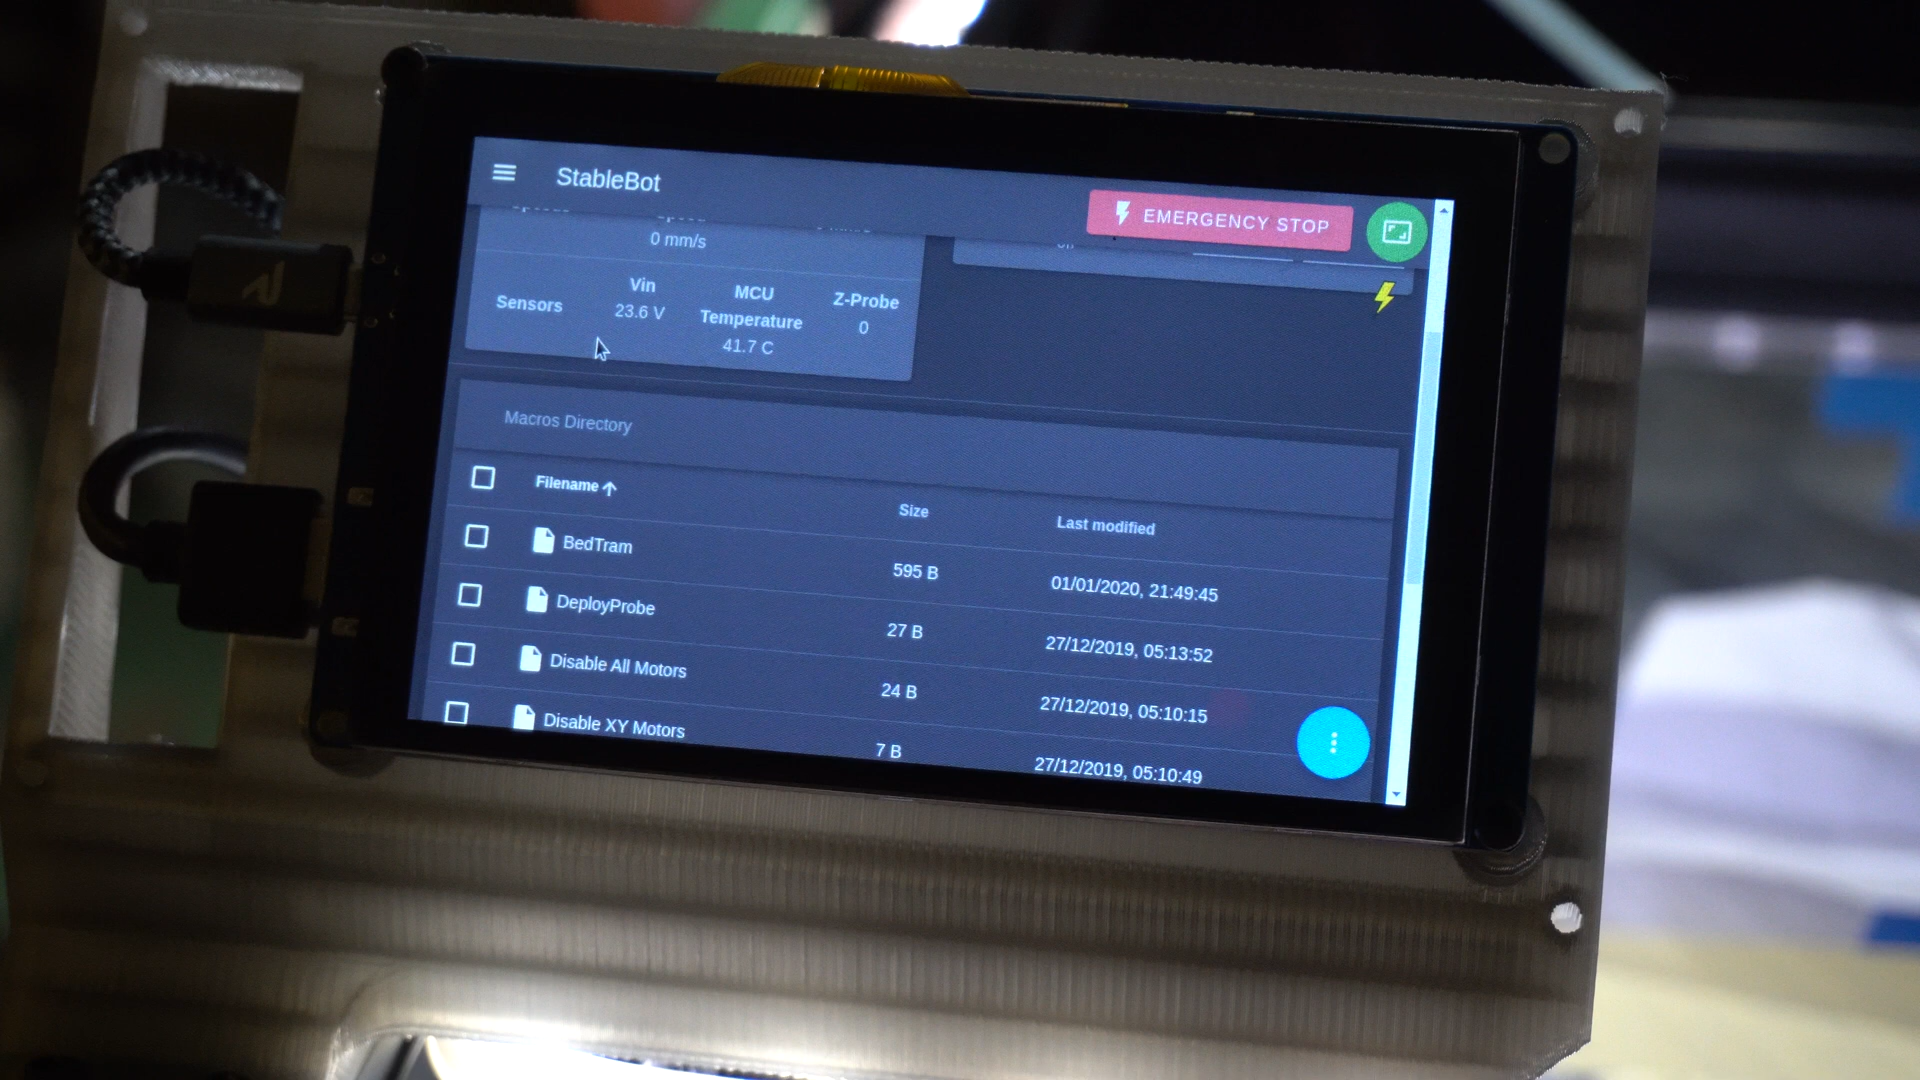 StableBot
EMERGENCY STOP
0 mm/s
Sensors
Vin
23.6 V
MCU
Temperature
41.7 C
Z-Probe
0
Macros Directory
Filename
Size
Last modified
BedTram
595 B
01/01/2020, 21:49:45
DeployProbe
27 B
27/12/2019, 05:13:52
Disable All Motors
24 B
27/12/2019, 05:10:15
Disable XY Motors
7 B
27/12/2019, 05:10:49